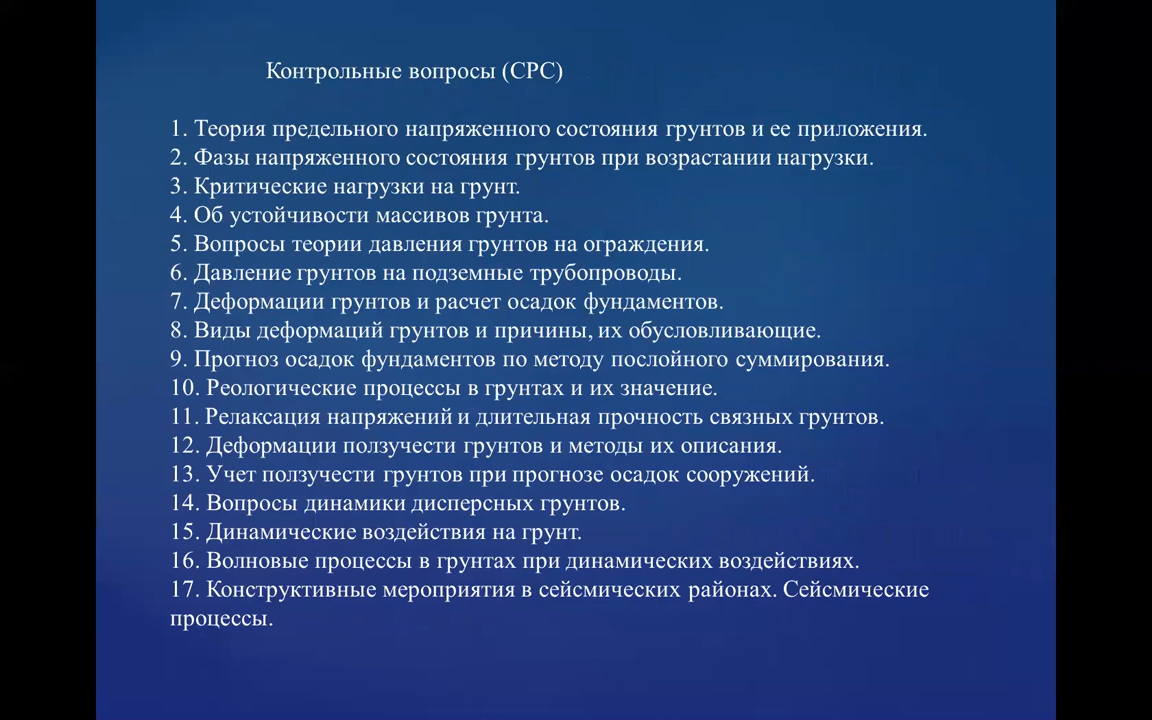 Контрольные вопросы (СРС)
1. Теория предельного напряженного состояния грунтов и ее приложения.
2. Фазы напряженного состояния грунтов при возрастании нагрузки.
3. Критические нагрузки на грунт.
4. Об устойчивости массивов грунта.
5. Вопросы теории давления грунтов на ограждения.
6. Давление грунтов на подземные трубопроводы.
7. Деформации грунтов и расчет осадок фундаментов.
8. Виды деформаций грунтов и причины, их обусловливающие.
9. Прогноз осадок фундаментов по методу послойного суммирования.
10. Реологические процессы в грунтах и их значение.
11. Релаксация напряжений и длительная прочность связных грунтов.
12. Деформации ползучести грунтов и методы их описания.
13. Учет ползучести грунтов при прогнозе осадок сооружений.
14. Вопросы динамики дисперсных грунтов.
15. Динамические воздействия на грунт.
16. Волновые процессы в грунтах при динамических воздействиях.
17. Конструктивные мероприятия в сейсмических районах. Сейсмические
процессы.